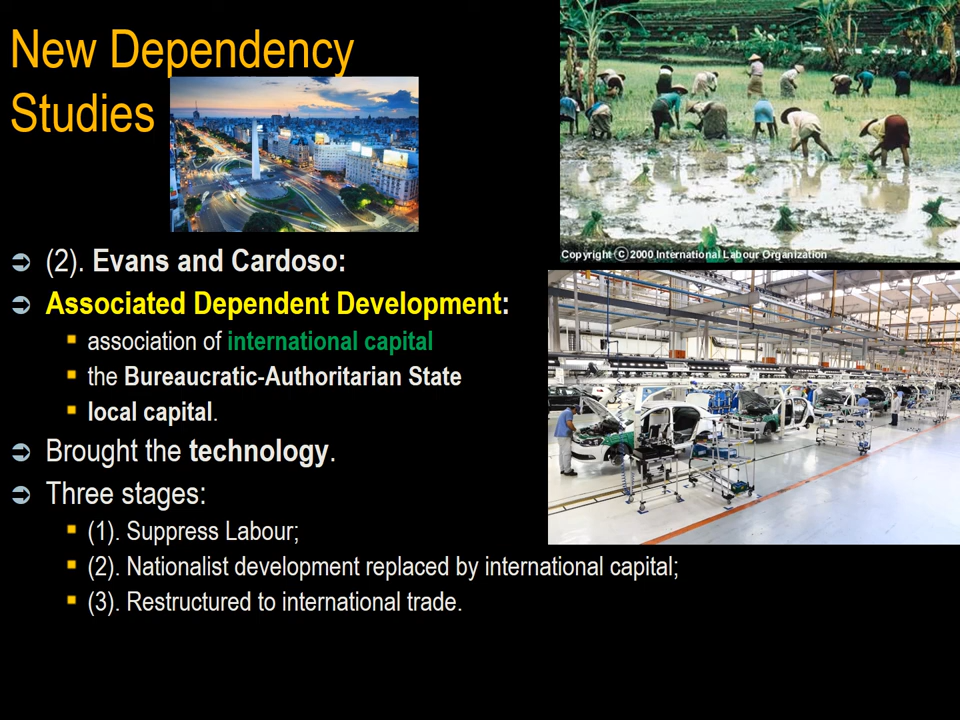 New Dependency
Studies
Copyright ⓒ 2000 International Labour Organization
(2). Evans and Cardoso:
Associated Dependent Development:
association of international capital
the Bureaucratic-Authoritarian State
local capital.
Brought the technology.
Three stages:
(1). Suppress Labour;
(2). Nationalist development replaced by international capital;
(3). Restructured to international trade.